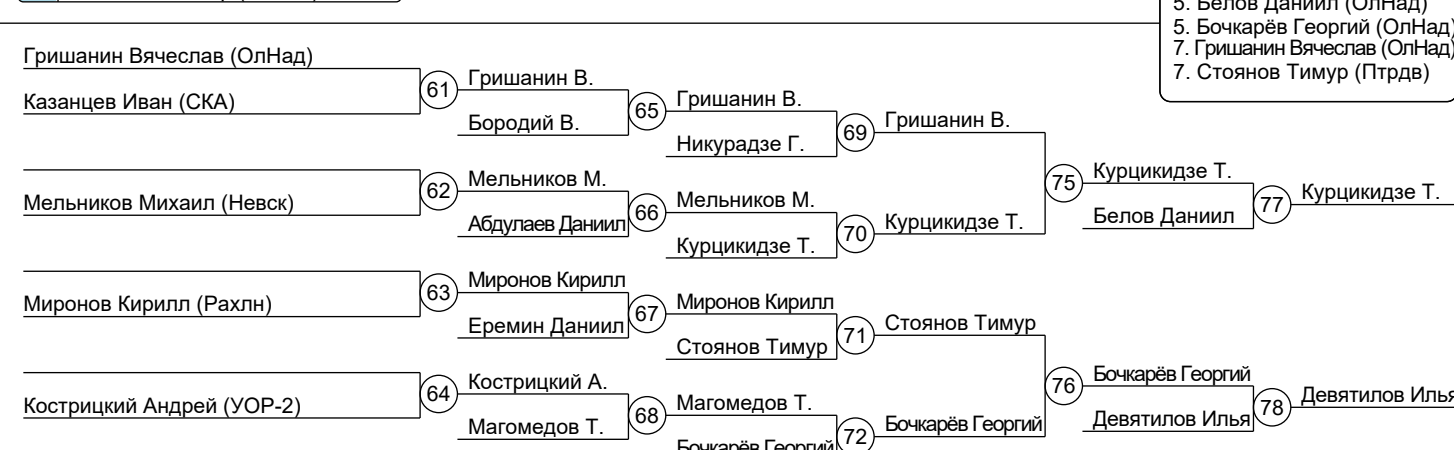 5. Белов Даниил (ОлНад)
5. Бочкарёв Георгий (ОлНад)
7. Гришанин Вячеслав (ОлНад)
7. Стоянов Тимур (Птрдв)
Гришанин Вячеслав (ОлНад)
Казанцев Иван (СКА)
61
Гришанин В.
Бородий В.
65
Гришанин В.
Никурадзе Г.
69
Гришанин В.
Мельников Михаил (Невск)
62
Мельников М.
Абдулаев Даниил
66
Мельников М.
Курцикидзе Т.
70
Курцикидзе Т.
75
Курцикидзе Т.
Белов Даниил
77
Курцикидзе Т.
Миронов Кирилл (Рахлн)
63
Миронов Кирилл
Еремин Даниил
67
Миронов Кирилл
Стоянов Тимур
71
Стоянов Тимур
Кострицкий Андрей (УОР-2)
64
Кострицкий А.
Магомедов Т.
68
Магомедов Т.
Бочкарёв Георгий
72
Бочкарёв Георгий
76
Бочкарёв Георгий
Девятилов Илья
78
Девятилов Илья